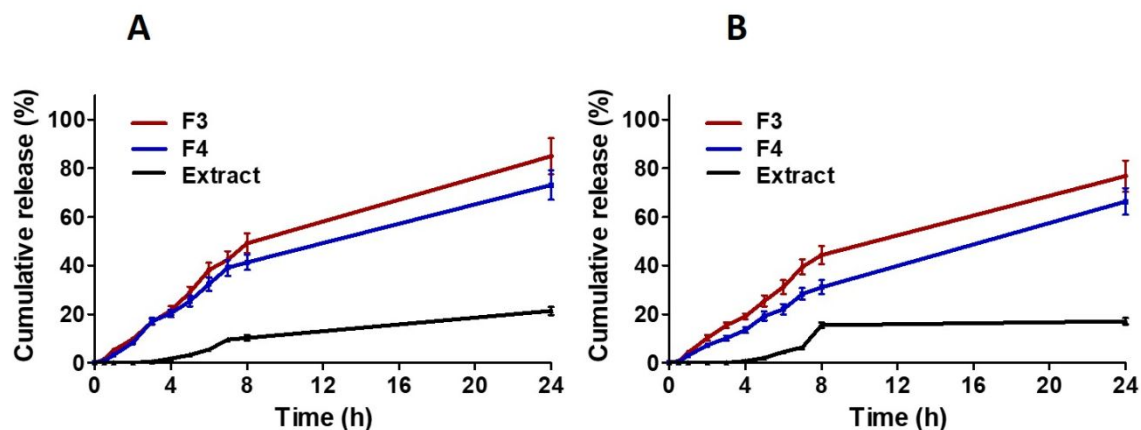 A
Cumulative release (%)
100
80
60
40
20
0
F3
F4
Extract
0 4 8 12 16 20 24
Time (h)
B
Cumulative release (%)
100
80
60
40
20
0
F3
F4
Extract
0 4 8 12 16 20 24
Time (h)